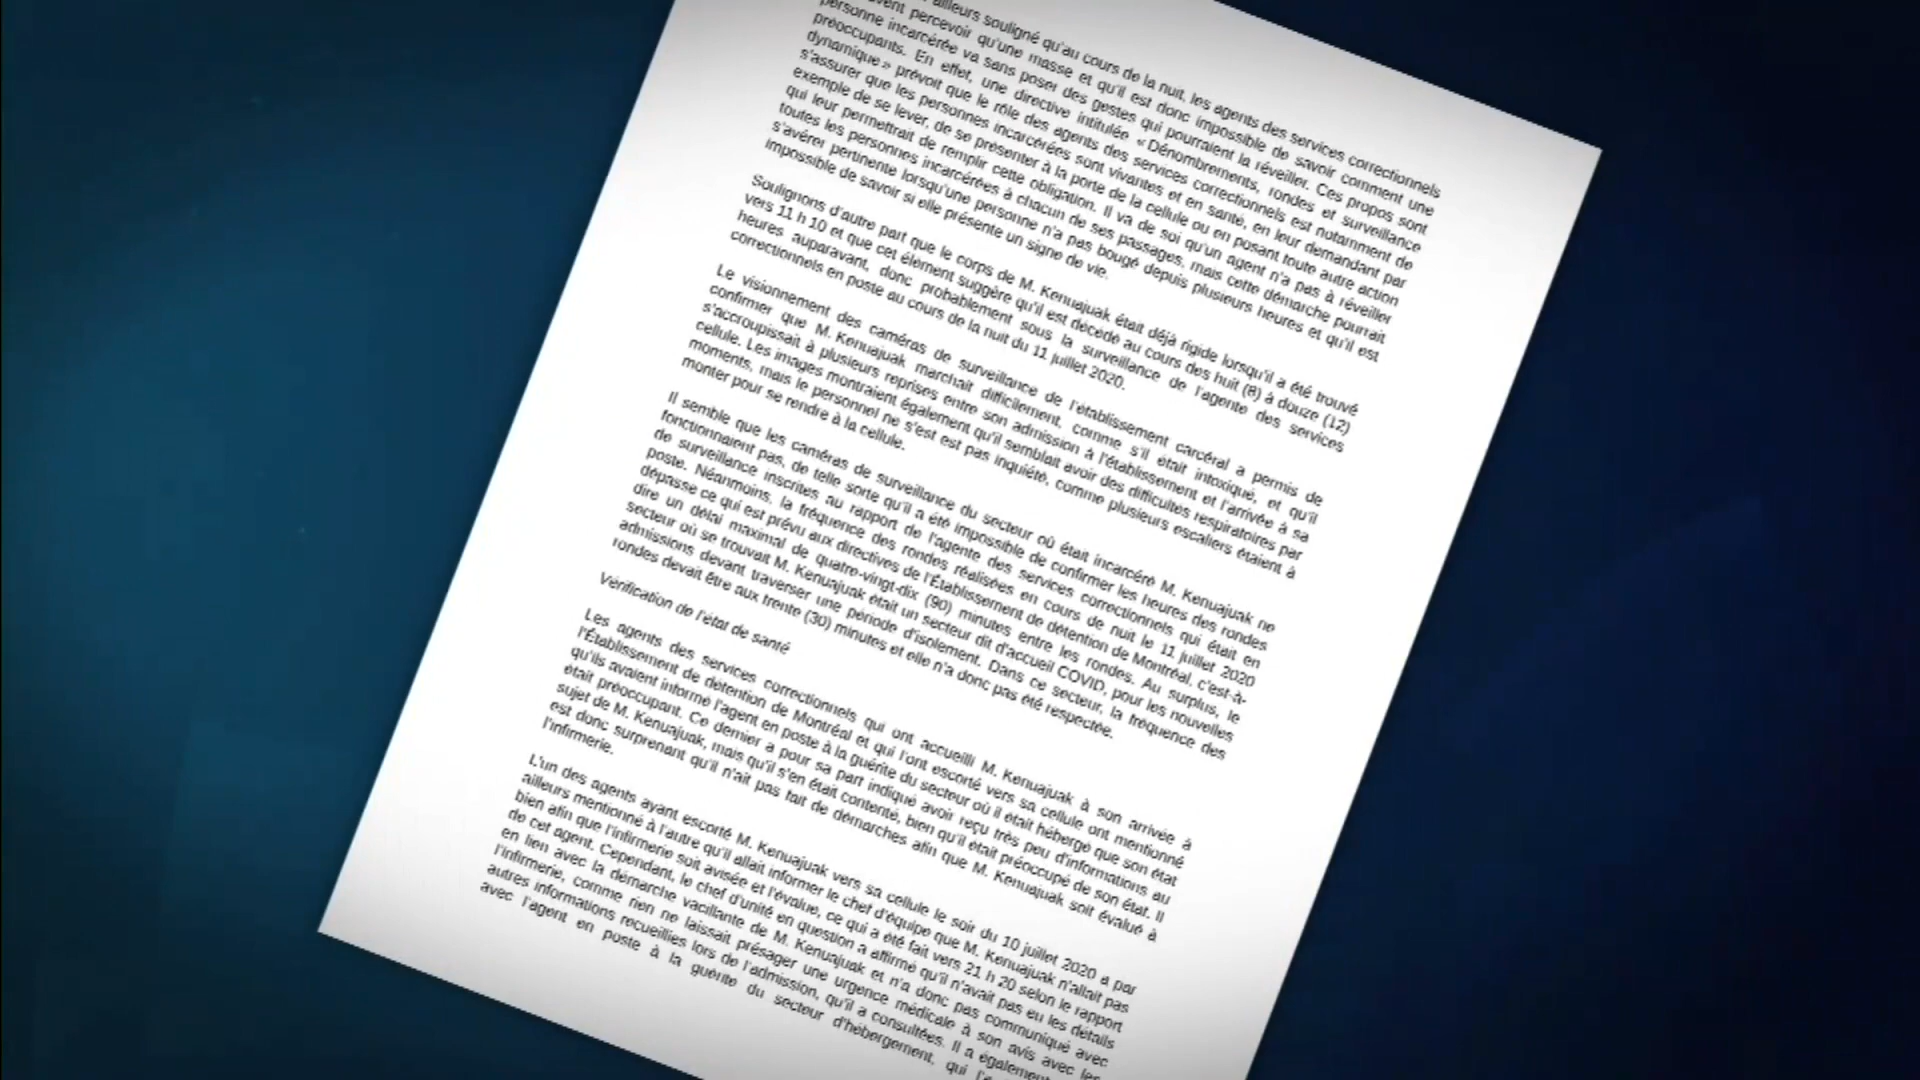 ailleurs souligné qu'au cours de la nuit, les agents des services correctionnels
percevoir qu'une masse et qu'il est donc impossible de savoir comment une
personne incarcérée va sans poser des gestes qui pourraient la réveiller. Ces propos sont
préoccupants. En effet, une directive intitulée « Dénombrements, rondes et surveillance
dynamique » prévoit que le rôle des agents des services correctionnels est notamment de
s'assurer que les personnes incarcérées sont vivantes et en santé, en leur demandant par
exemple de se lever, de se présenter à la porte de la cellule ou en posant toute autre action
qui leur permettrait de remplir cette obligation. Il va de soi qu'un agent n'a pas à réveiller
toutes les personnes incarcérées à chacun de ses passages, mais cette démarche pourrait
s'avérer pertinente lorsqu'une personne n'a pas bougé depuis plusieurs heures et qu'il est
impossible de savoir si elle présente un signe de vie.
Soulignons d'autre part que le corps de M. Kenuajuak était déjà rigide lorsqu'il a été trouvé
vers 11 h 10 et que cet élément suggère qu'il est décédé au cours des huit (8) à douze (12)
heures auparavant, donc probablement sous la surveillance de l'agente des services
correctionnels en poste au cours de la nuit du 11 juillet 2020.
Le visionnement des caméras de surveillance de l'établissement carcéral a permis de
confirmer que M. Kenuajuak marchait difficilement, comme s'il était intoxiqué, et qu'il
s'accroupissait à plusieurs reprises entre son admission à l'établissement et l'arrivée à sa
cellule. Les images montraient également qu'il semblait avoir des difficultés respiratoires par
moments, mais le personnel ne s'est est pas inquiété, comme plusieurs escaliers étaient à
monter pour se rendre à la cellule.
Il semble que les caméras de surveillance du secteur où était incarcéré M. Kenuajuak ne
fonctionnaient pas, de telle sorte qu'il a été impossible de confirmer les heures des rondes
de surveillance inscrites au rapport de l'agente des services correctionnels qui était en
poste. Néanmoins, la fréquence des rondes réalisées en cours de nuit le 11 juillet 2020
dépasse ce qui est prévu aux directives de l'Établissement de détention de Montréal, c'est-à-
dire un délai maximal de quatre-vingt-dix (90) minutes entre les rondes. Au surplus, le
secteur où se trouvait M. Kenuajuak était un secteur dit d'accueil COVID, pour les nouvelles
admissions devant traverser une période d'isolement. Dans ce secteur, la fréquence des
rondes devait être aux trente (30) minutes et elle n'a donc pas été respectée.
Vérification de l'état de santé
Les agents des services correctionnels qui ont accueilli M. Kenuajuak à son arrivée à
l'Établissement de détention de Montréal et qui l'ont escorté vers sa cellule ont mentionné
qu'ils avaient informé l'agent en poste à la guérite du secteur où il était hébergé que son état
était préoccupant. Ce dernier a pour sa part indiqué avoir reçu très peu d'informations au
sujet de M. Kenuajuak, mais qu'il s'en était contenté, bien qu'il était préoccupé de son état. Il
est donc surprenant qu'il n'ait pas fait de démarches afin que M. Kenuajuak soit évalué à
l'infirmerie.
L'un des agents ayant escorté M. Kenuajuak vers sa cellule le soir du 10 juillet 2020 a par
ailleurs mentionné à l'autre qu'il allait informer le chef d'équipe que M. Kenuajuak n'allait pas
bien afin que l'infirmerie soit avisée et l'évalue, ce qui a été fait vers 21 h 20 selon le rapport
de cet agent. Cependant, le chef d'unité en question a affirmé qu'il n'avait pas eu les détails
en lien avec la démarche vacillante de M. Kenuajuak et n'a donc pas communiqué avec
l'infirmerie, comme rien ne laissait présager une urgence médicale à son avis avec les
autres informations recueillies lors de l'admission, qu'il a consultées. Il a également
avec l'agent en poste à la guérite du secteur d'hébergement, qui